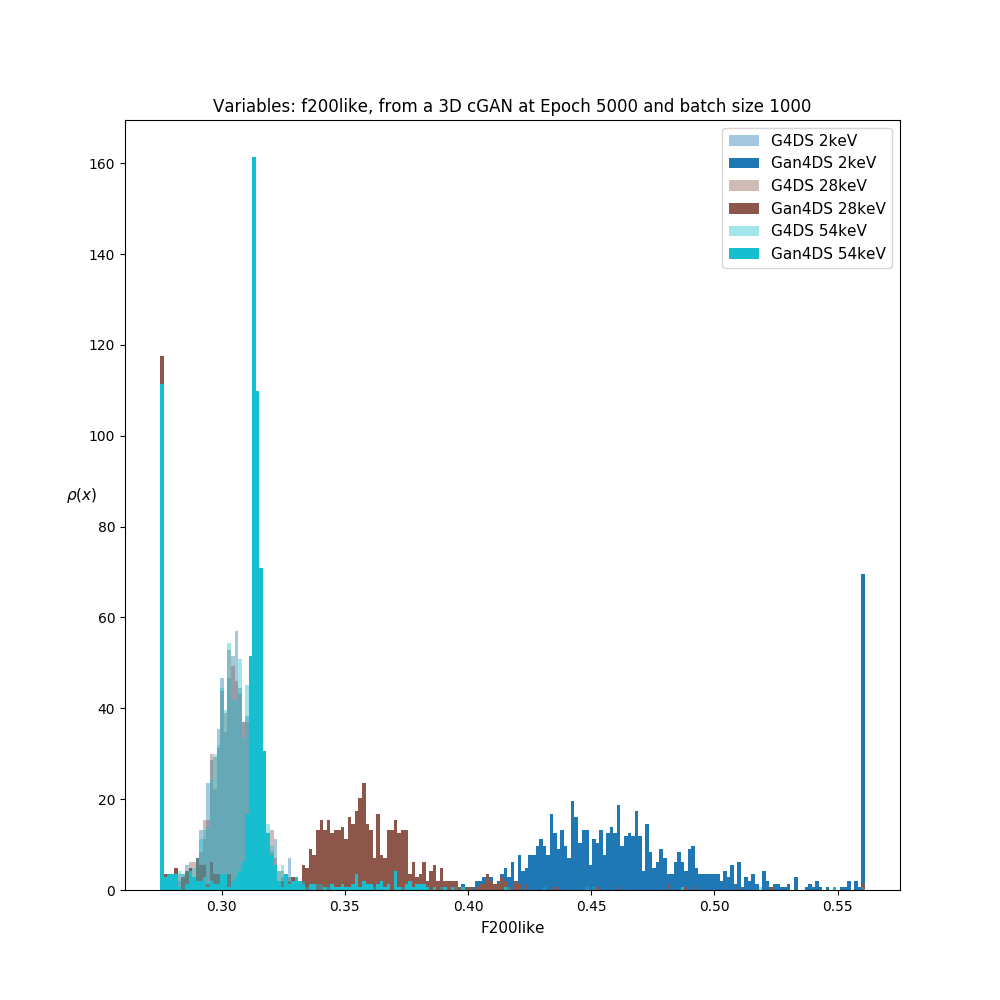 Variables: f200like, from a 3D cGAN at Epoch 5000 and batch size 1000
G4DS 2keV
Gan4DS 2keV
G4DS 28keV
Gan4DS 28keV
G4DS 54keV
Gan4DS 54keV
160
140
120
100
80
60
40
20
0
ρ(x)
0.30 0.35 0.40 0.45 0.50 0.55
F200like